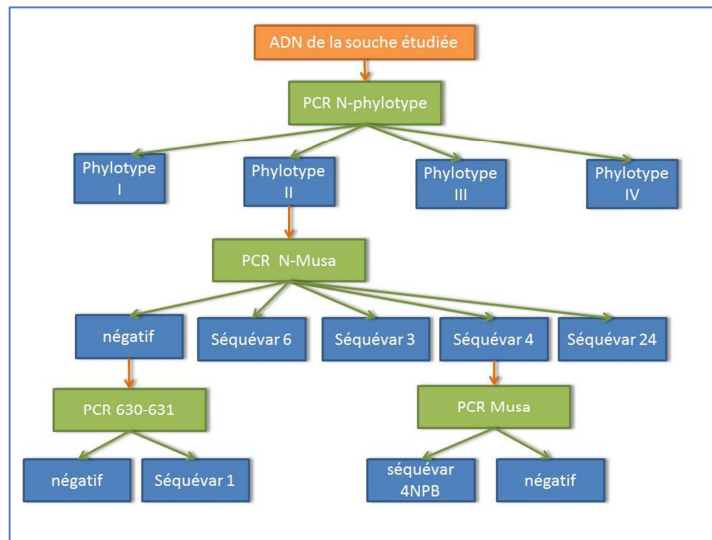 ADN de la souche étudiée
PCR N-phylotype
Phylotype
I
Phylotype
II
Phylotype
III
Phylotype
IV
PCR N-Musa
négatif
Séquévar 6
Séquévar 3
Séquévar 4
Séquévar 24
PCR 630-631
PCR Musa
négatif
Séquévar 1
séquévar
4NPB
négatif